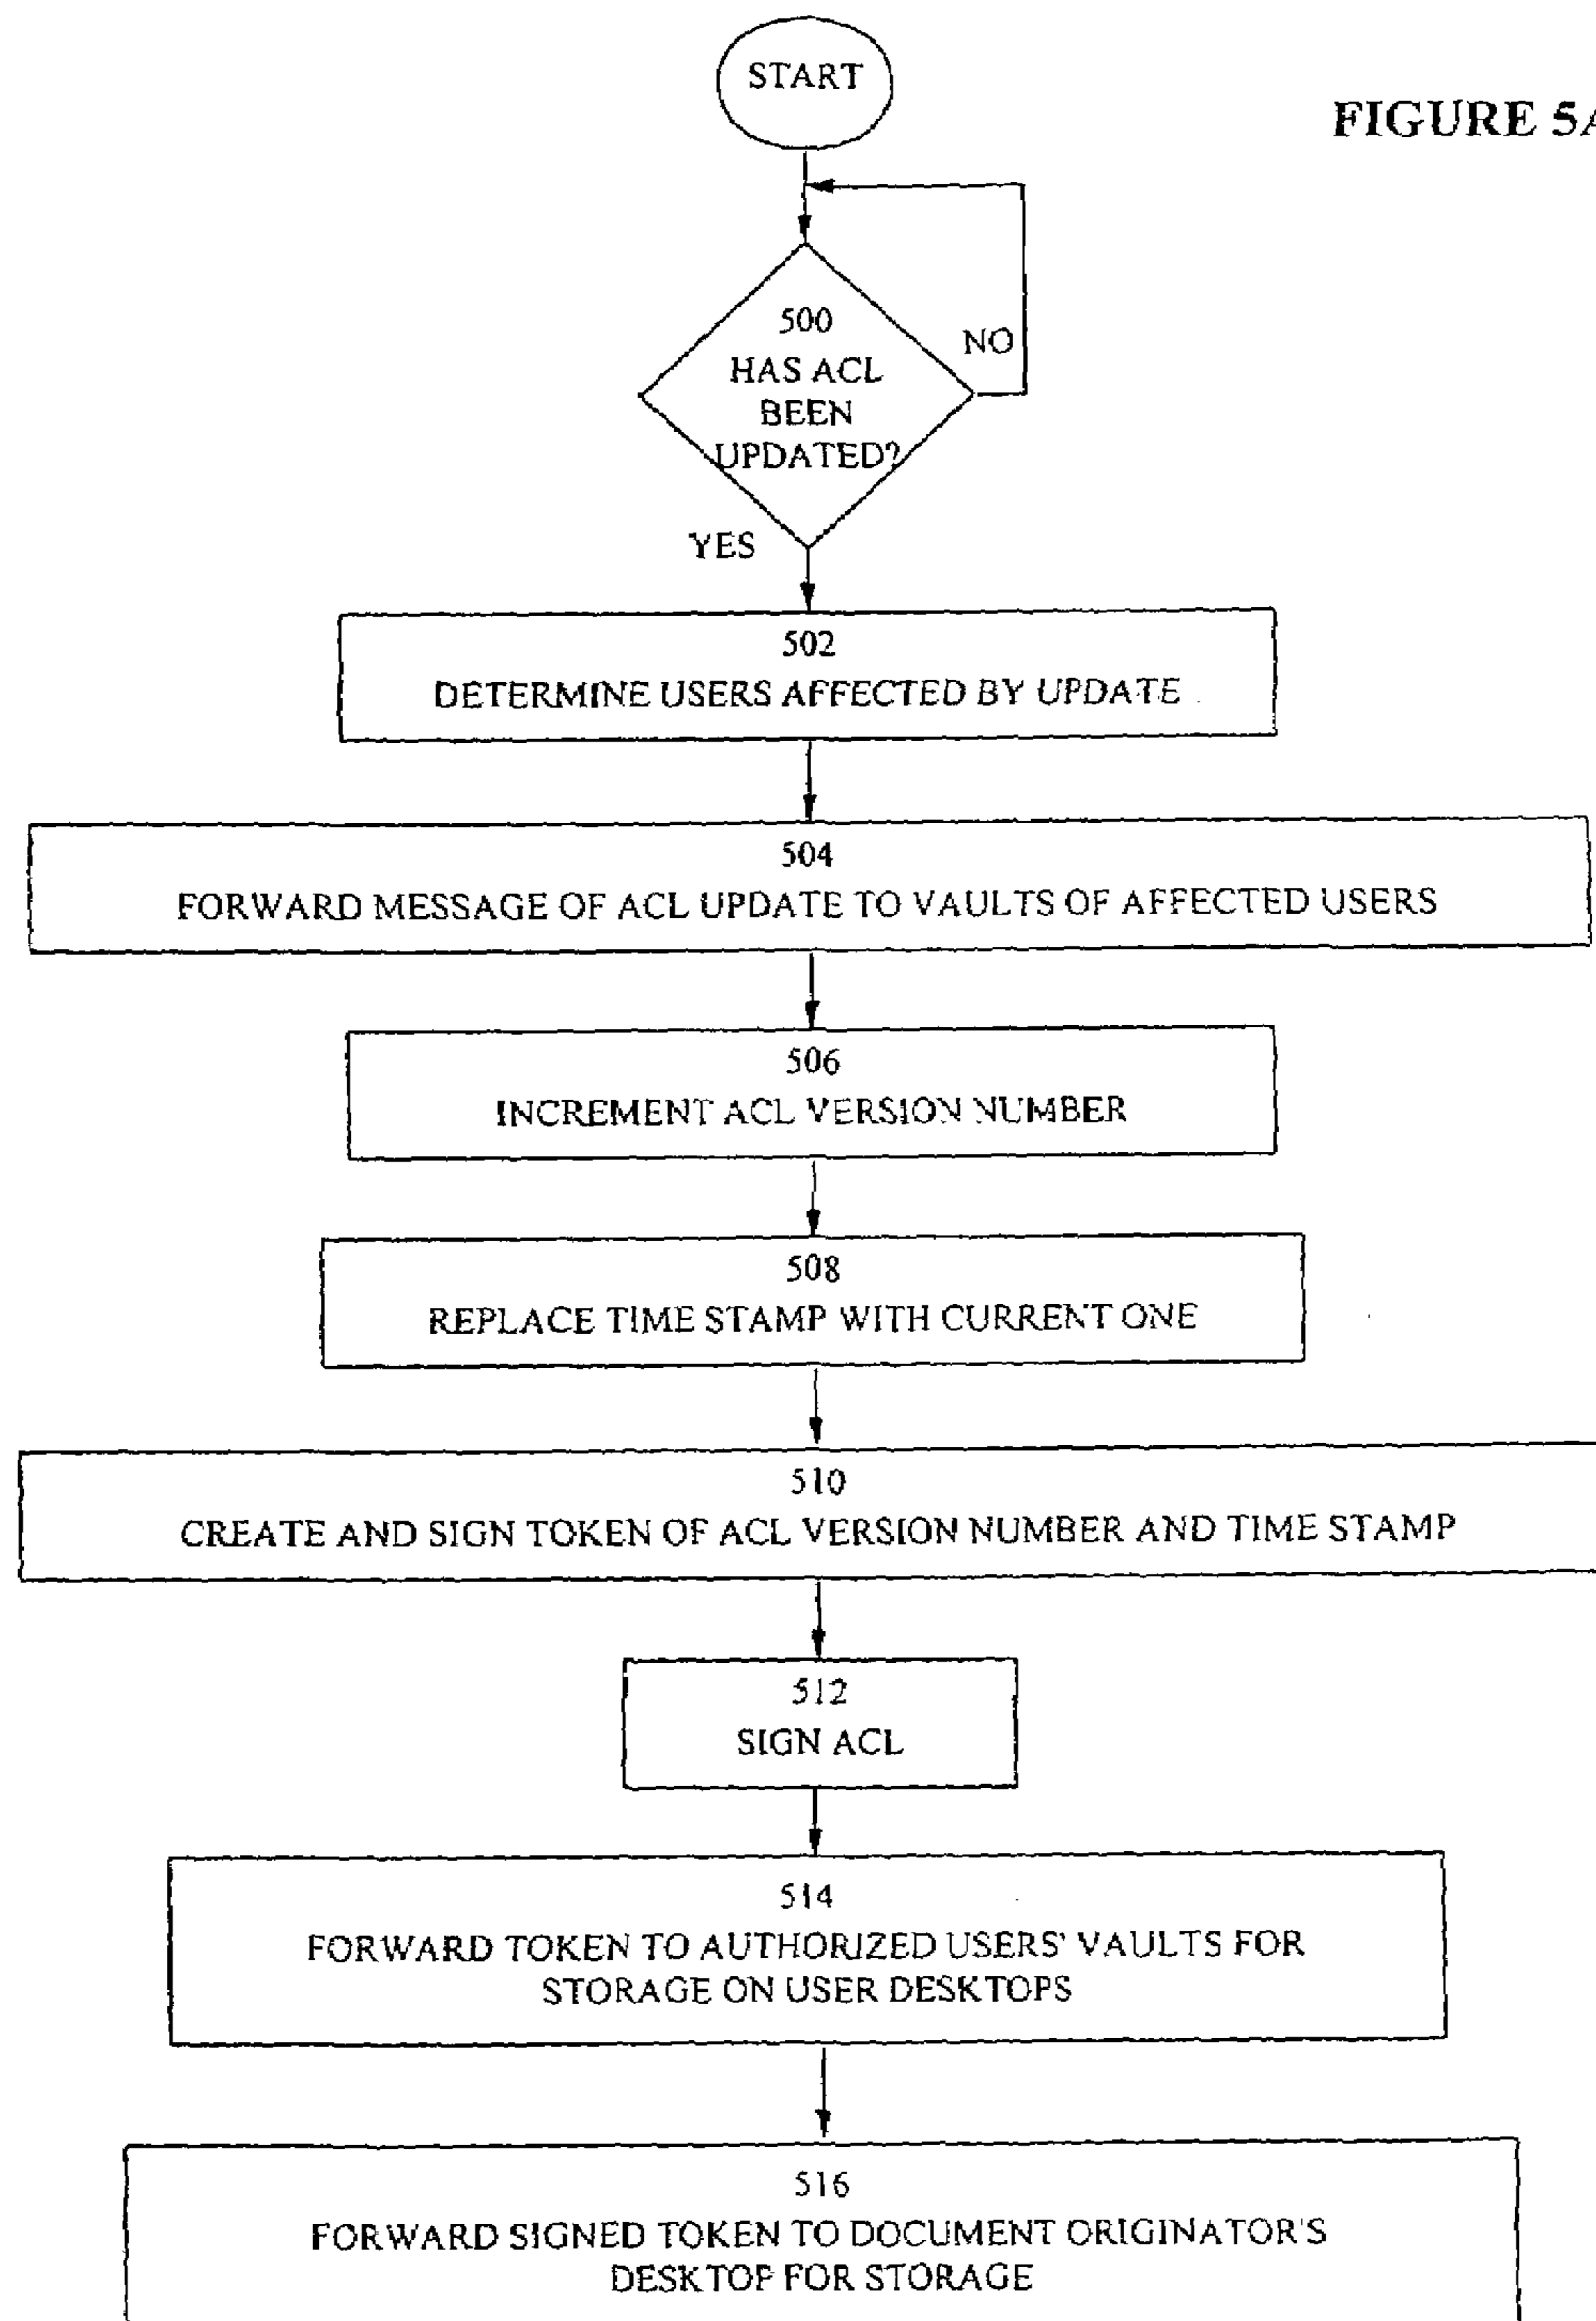 START
FIGURE 5A
500
HAS ACL
BEEN
UPDATED?
NO
YES
502
DETERMINE USERS AFFECTED BY UPDATE
504
FORWARD MESSAGE OF ACL UPDATE TO VAULTS OF AFFECTED USERS
506
INCREMENT ACL VERSION NUMBER
508
REPLACE TIME STAMP WITH CURRENT ONE
510
CREATE AND SIGN TOKEN OF ACL VERSION NUMBER AND TIME STAMP
512
SIGN ACL
514
FORWARD TOKEN TO AUTHORIZED USERS' VAULTS FOR
STORAGE ON USER DESKTOPS
516
FORWARD SIGNED TOKEN TO DOCUMENT ORIGINATOR'S
DESKTOP FOR STORAGE